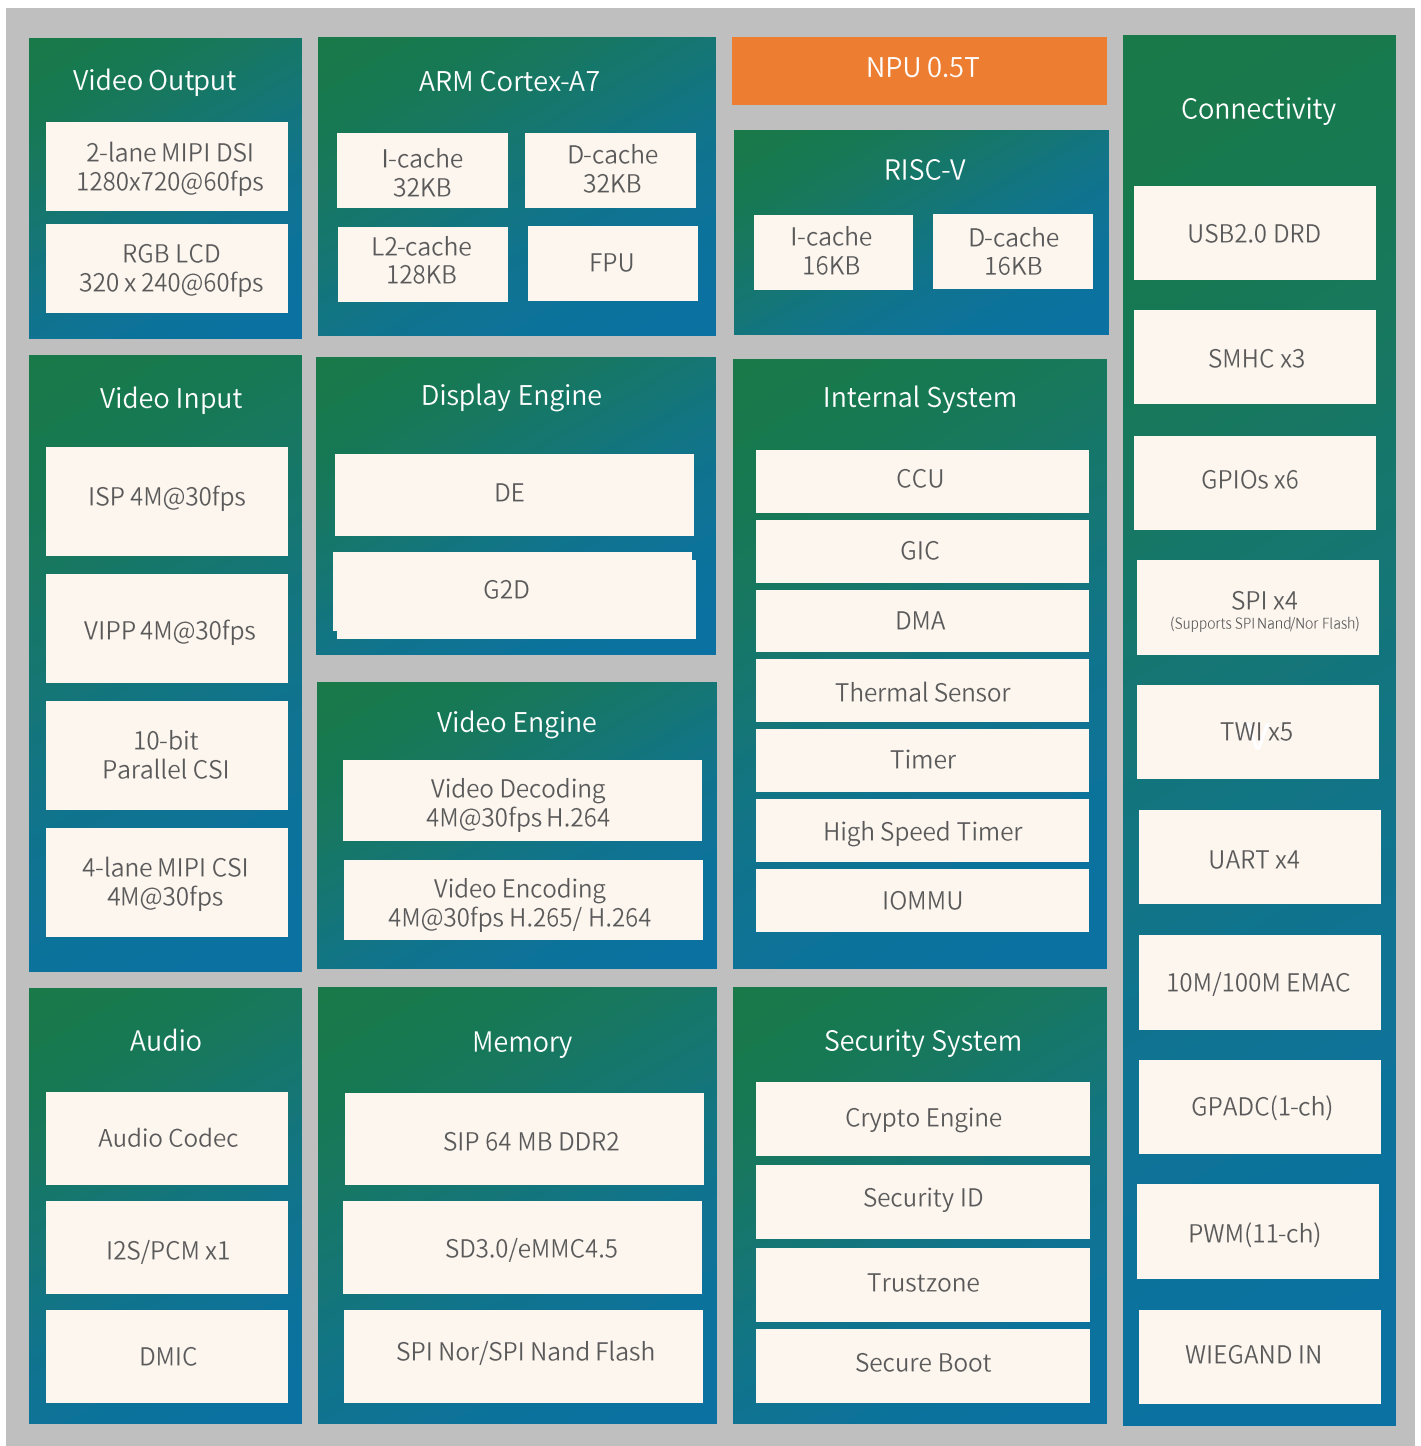 Video Output
2-lane MIPI DSI
1280x720@60fps
RGB LCD
320 x 240@60fps
ARM Cortex-A7
I-cache
32KB
D-cache
32KB
L2-cache
128KB
FPU
NPU 0.5T
RISC-V
I-cache
16KB
D-cache
16KB
Video Input
ISP 4M@30fps
VIPP 4M@30fps
10-bit
Parallel CSI
4-lane MIPI CSI
4M@30fps
Display Engine
DE
G2D
Video Engine
Video Decoding
4M@30fps H.264
Video Encoding
4M@30fps H.265/ H.264
Internal System
CCU
GIC
DMA
Thermal Sensor
Timer
High Speed Timer
IOMMU
Audio
Audio Codec
I2S/PCM x1
DMIC
Memory
SIP 64 MB DDR2
SD3.0/eMMC4.5
SPI Nor/SPI Nand Flash
Security System
Crypto Engine
Security ID
Trustzone
Secure Boot
Connectivity
USB2.0 DRD
SMHC x3
GPIOs x6
SPI x4
(Supports SPI Nand/Nor Flash)
TWI x5
UART x4
10M/100M EMAC
GPADC(1-ch)
PWM(11-ch)
WIEGAND IN